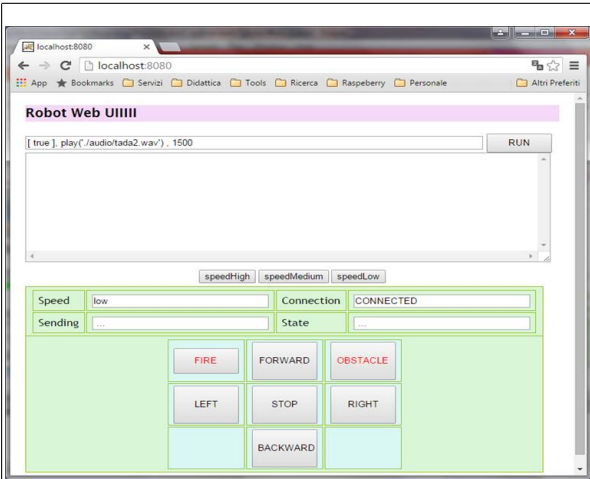 localhost:8080
localhost:8080
App Bookmarks Servizi Didattica Tools Ricerca Raspeberry Personale Altri Preferiti
Robot Web UIIIII
[ true ], play('./audio/tada2.wav') , 1500 RUN
speedHigh speedMedium speedLow
Speed low Connection CONNECTED
Sending ... State ...
FIRE FORWARD OBSTACLE
LEFT STOP RIGHT
BACKWARD